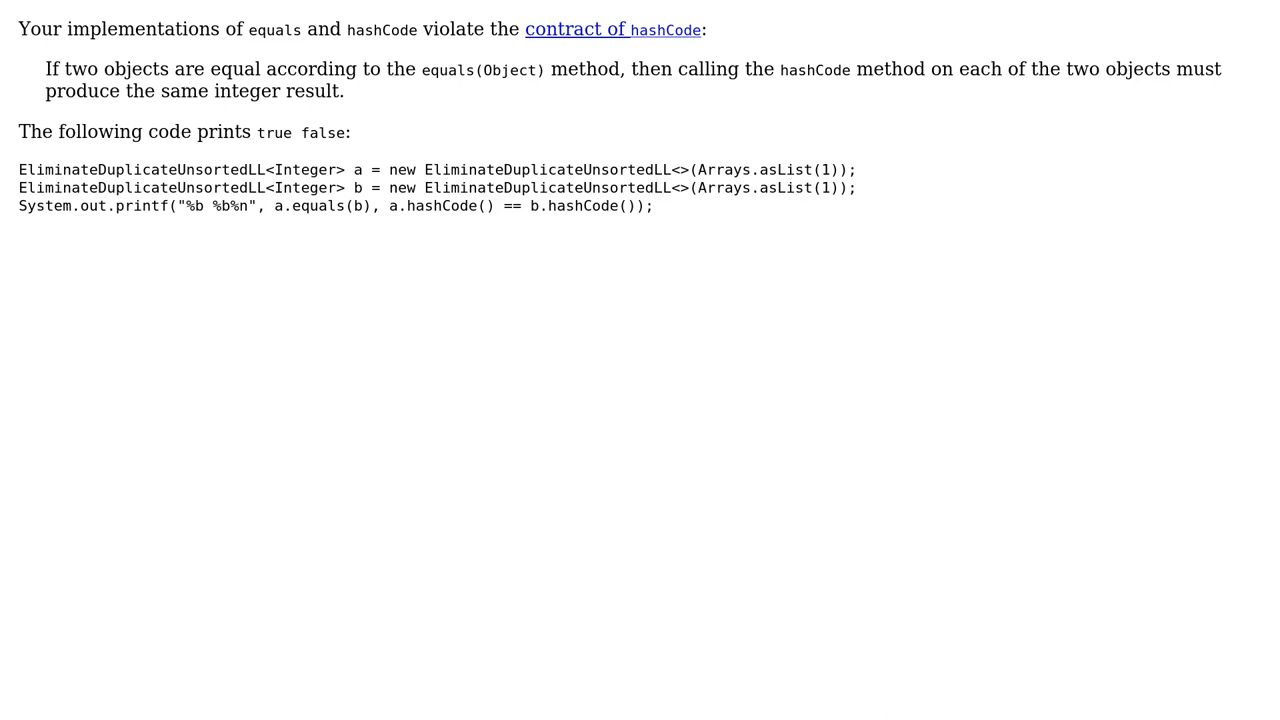 Your implementations of equals and hashCode violate the contract of hashCode:
If two objects are equal according to the equals(Object) method, then calling the hashCode method on each of the two objects must
produce the same integer result.
The following code prints true false:
EliminateDuplicateUnsortedLL<Integer> a = new EliminateDuplicateUnsortedLL<>(Arrays.asList(1));
EliminateDuplicateUnsortedLL<Integer> b = new EliminateDuplicateUnsortedLL<>(Arrays.asList(1));
System.out.printf("%b %b%n", a.equals(b), a.hashCode() == b.hashCode());